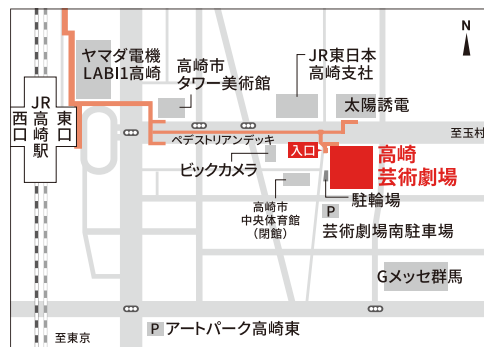 ヤマダ電機
LABI1高崎
高崎市
タワー美術館
JR東日本
高崎支社
N
太陽誘電
西口
JR高崎駅
東口
ペデストリアンデッキ
至玉村
ビックカメラ
入口
高崎
芸術劇場
高崎市
中央体育館
(閉館)
駐輪場
P
芸術劇場南駐車場
Gメッセ群馬
至東京
P アートパーク高崎東